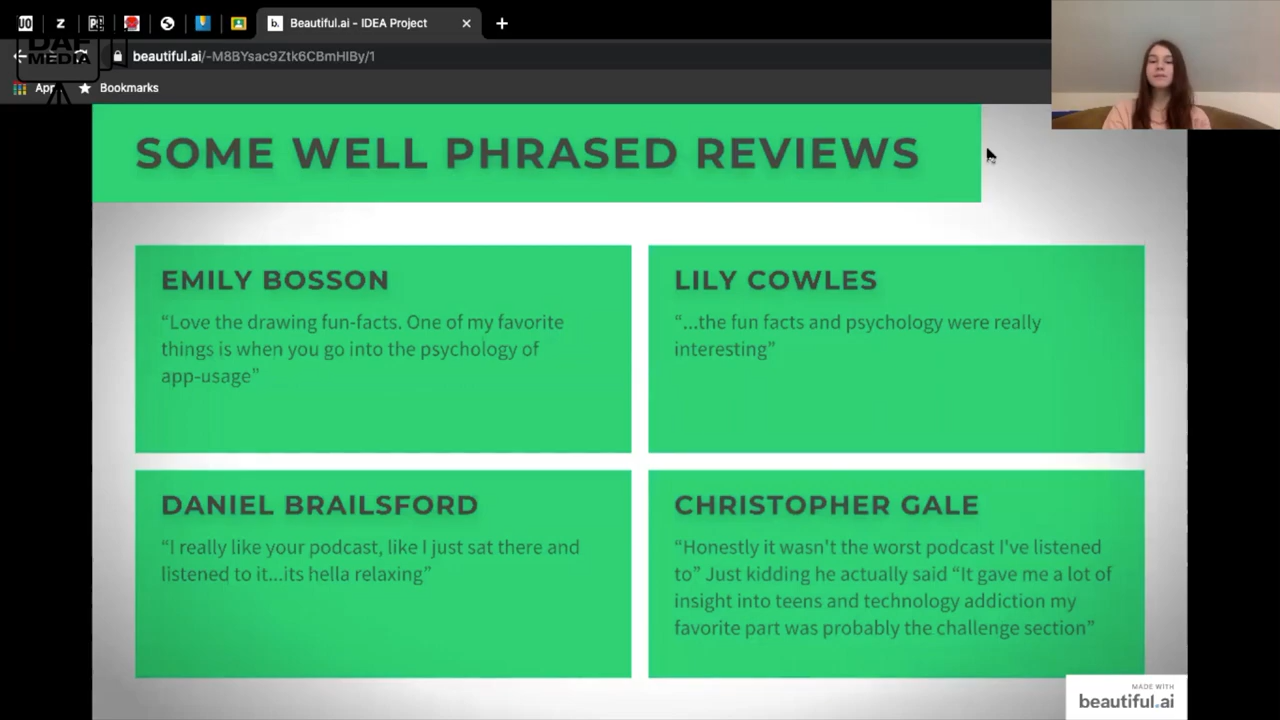 b. Beautiful.ai – IDEA Project
DAF
MEDIA
beautiful.ai/-M8BYsac9Ztk6CBmHIBy/1
Bookmarks
SOME WELL PHRASED REVIEWS
EMILY BOSSON
“Love the drawing fun-facts. One of my favorite
things is when you go into the psychology of
app-usage”
LILY COWLES
“...the fun facts and psychology were really
interesting”
DANIEL BRAILSFORD
“I really like your podcast, like I just sat there and
listened to it...its hella relaxing”
CHRISTOPHER GALE
“Honestly it wasn't the worst podcast I've listened
to” Just kidding he actually said “It gave me a lot of
insight into teens and technology addiction my
favorite part was probably the challenge section”
MADE WITH
beautiful.ai